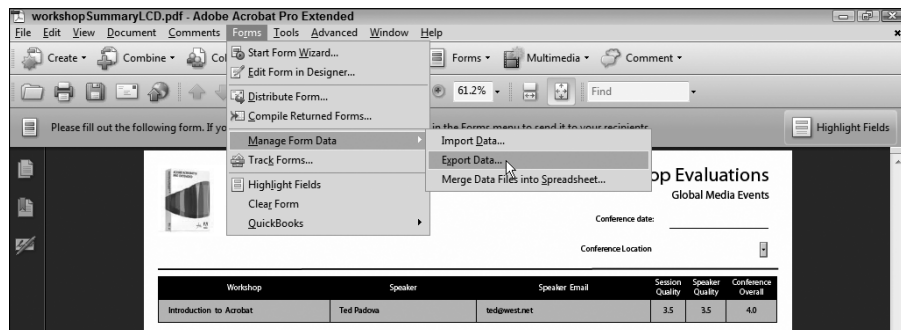 workshopSummaryLCD.pdf - Adobe Acrobat Pro Extended
File Edit View Document Comments Forms Tools Advanced Window Help
Create Combine Col Forms Multimedia Comment
Start Form Wizard...
Edit Form in Designer...
61.2% Find
Distribute Form...
Compile Returned Forms...
Please fill out the following form. If yo in the Forms menu to send it to your recipients. Highlight Fields
Manage Form Data
Import Data...
Track Forms...
Export Data...
Merge Data Files into Spreadsheet...
Highlight Fields
Clear Form
QuickBooks
op Evaluations
Global Media Events
Conference date:
Conference Location
Workshop Speaker Speaker Email Session Quality Speaker Quality Conference Overall
Introduction to Acrobat Ted Padova ted@west.net 3.5 3.5 4.0